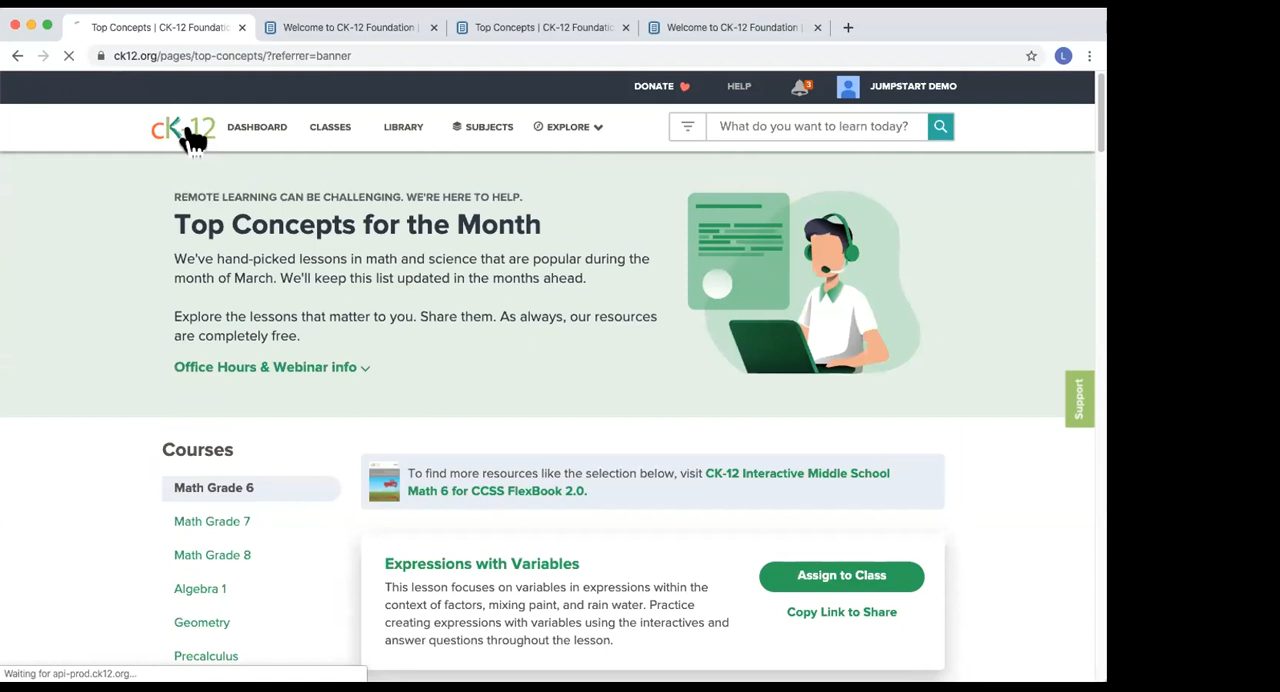 Top Concepts | CK-12 Foundatic
Welcome to CK-12 Foundation |
Top Concepts | CK-12 Foundatic
Welcome to CK-12 Foundation |
ck12.org/pages/top-concepts/?referrer=banner
L
DONATE
HELP
3
JUMPSTART DEMO
cK-12
DASHBOARD
CLASSES
LIBRARY
SUBJECTS
EXPLORE
What do you want to learn today?
REMOTE LEARNING CAN BE CHALLENGING. WE'RE HERE TO HELP.
Top Concepts for the Month
We've hand-picked lessons in math and science that are popular during the
month of March. We'll keep this list updated in the months ahead.
Explore the lessons that matter to you. Share them. As always, our resources
are completely free.
Office Hours & Webinar info
Support
Courses
Math Grade 6
Math Grade 7
Math Grade 8
Algebra 1
Geometry
Precalculus
To find more resources like the selection below, visit CK-12 Interactive Middle School
Math 6 for CCSS FlexBook 2.0.
Expressions with Variables
This lesson focuses on variables in expressions within the
context of factors, mixing paint, and rain water. Practice
creating expressions with variables using the interactives and
answer questions throughout the lesson.
Assign to Class
Copy Link to Share
Waiting for api-prod.ck12.org...